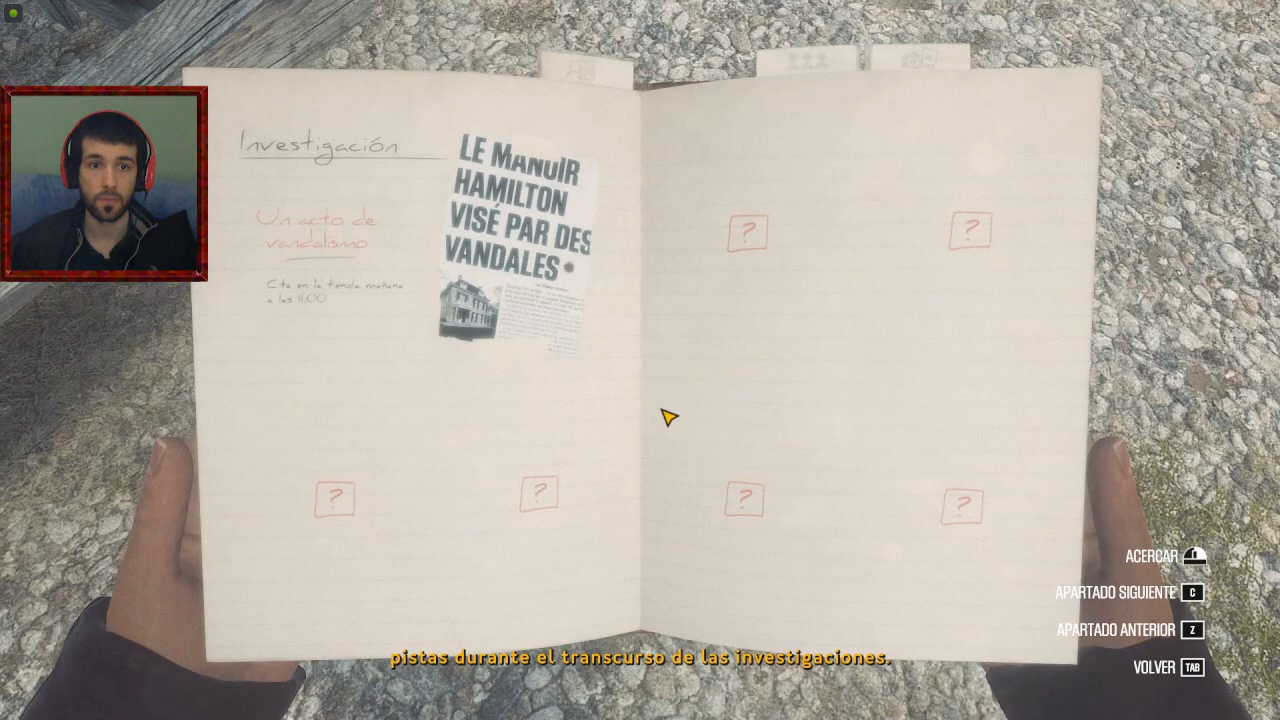 Investigación
Un acto de
vandalismo
Cita en la tienda mañana
a las 11:00
LE MANOIR
HAMILTON
VISÉ PAR DES
VANDALES
?
?
?
?
?
?
ACERCAR
APARTADO SIGUIENTE C
APARTADO ANTERIOR Z
VOLVER TAB
pistas durante el transcurso de las investigaciones.